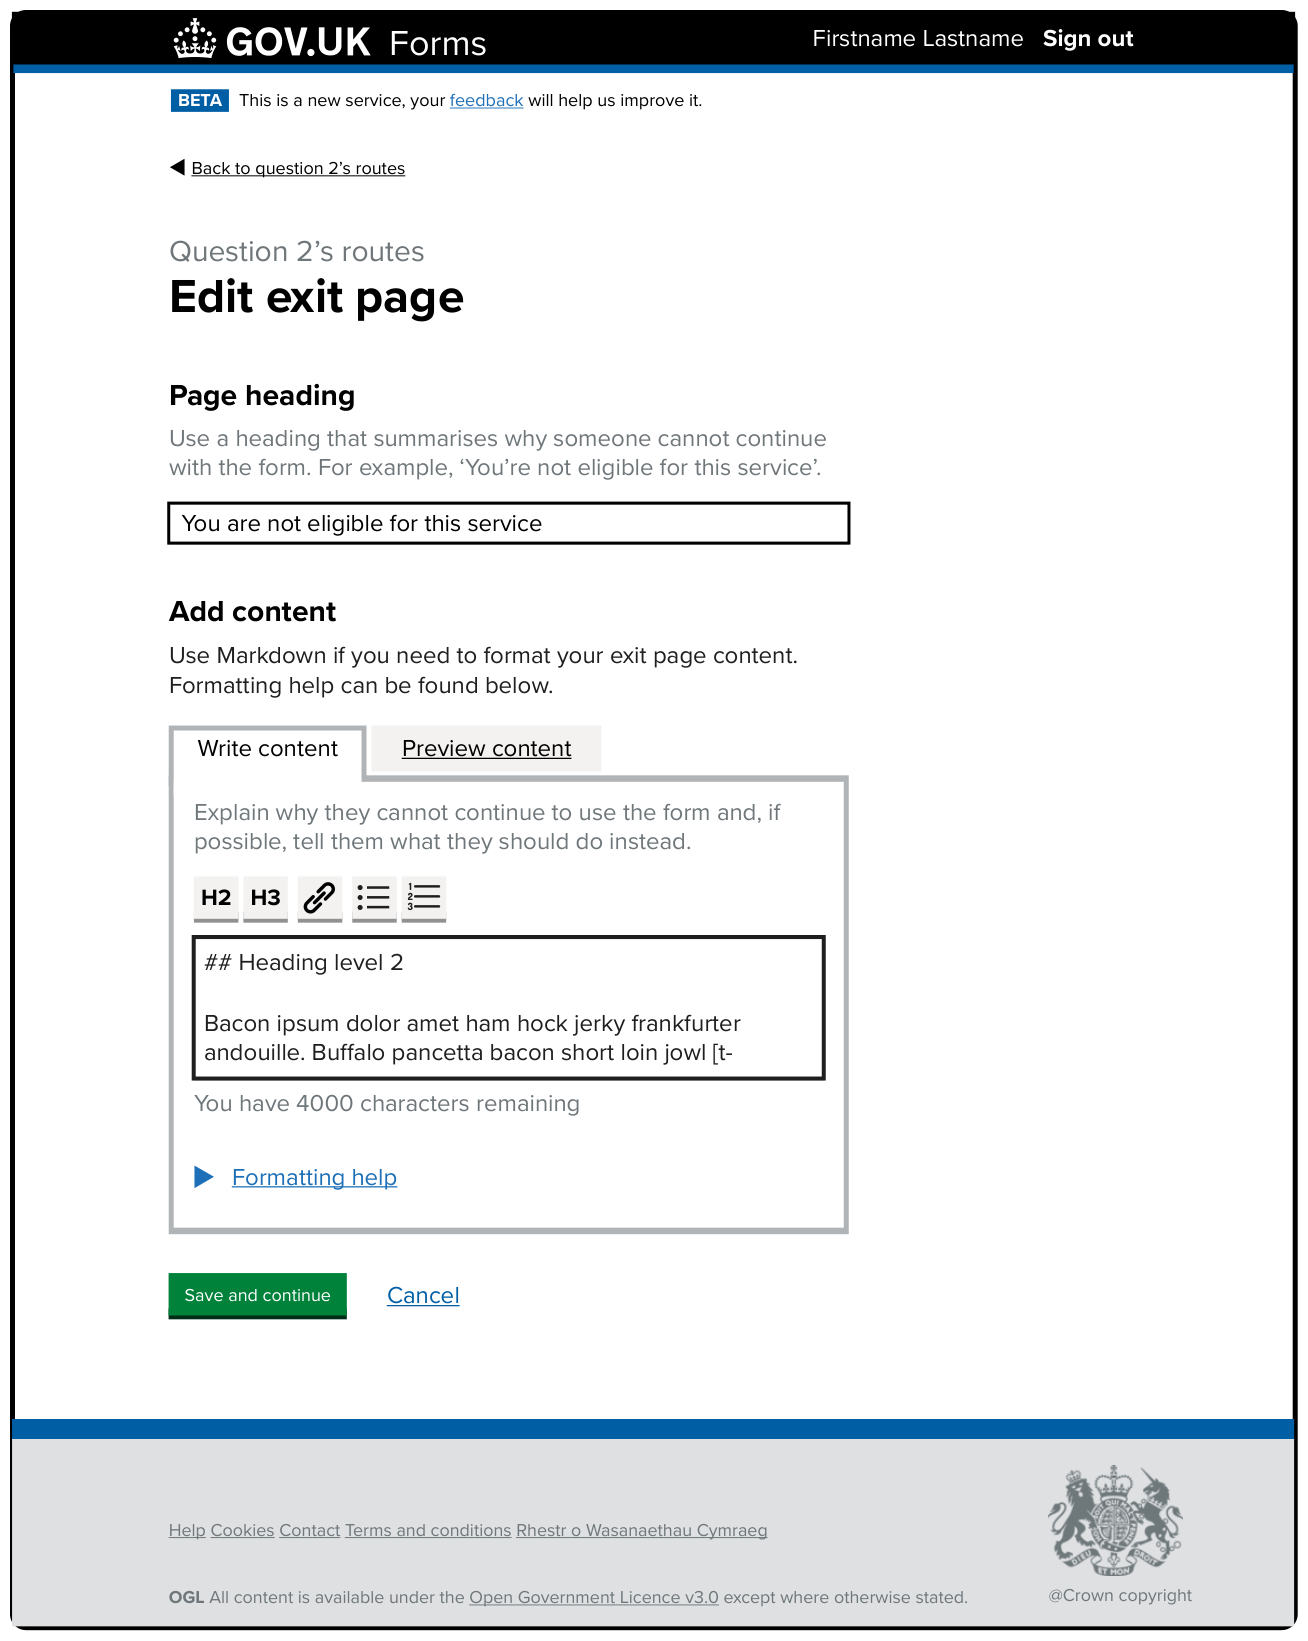 GOV.UK Forms
Firstname Lastname Sign out
BETA This is a new service, your feedback will help us improve it.
Back to question 2’s routes
Question 2’s routes
Edit exit page
Page heading
Use a heading that summarises why someone cannot continue
with the form. For example, ‘You’re not eligible for this service’.
You are not eligible for this service
Add content
Use Markdown if you need to format your exit page content.
Formatting help can be found below.
Write content
Preview content
Explain why they cannot continue to use the form and, if
possible, tell them what they should do instead.
H2 H3
1
2
3
## Heading level 2
Bacon ipsum dolor amet ham hock jerky frankfurter
andouille. Buffalo pancetta bacon short loin jowl [t-
You have 4000 characters remaining
Formatting help
Save and continue
Cancel
Help Cookies Contact Terms and conditions Rhestr o Wasanaethau Cymraeg
OGL All content is available under the Open Government Licence v3.0 except where otherwise stated.
DIEU ET MON DROIT
@Crown copyright